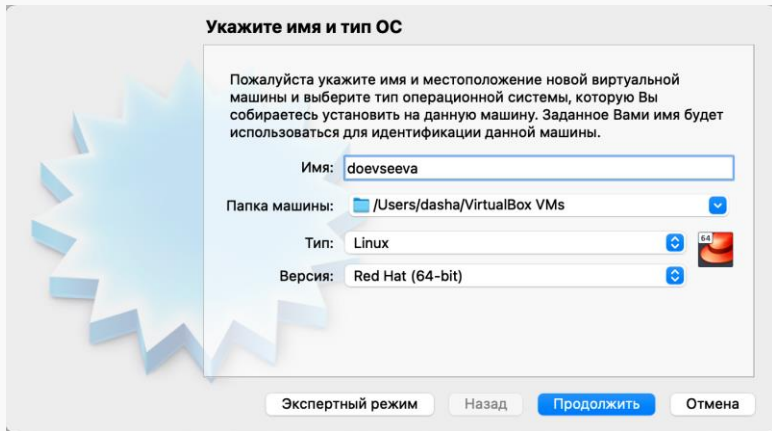 Укажите имя и тип ОС
Пожалуйста укажите имя и местоположение новой виртуальной
машины и выберите тип операционной системы, которую Вы
собираетесь установить на данную машину. Заданное Вами имя будет
использоваться для идентификации данной машины.
Имя: doevseeva
Папка машины: /Users/dasha/VirtualBox VMs
Тип: Linux
64
Версия: Red Hat (64-bit)
Экспертный режим Назад Продолжить Отмена